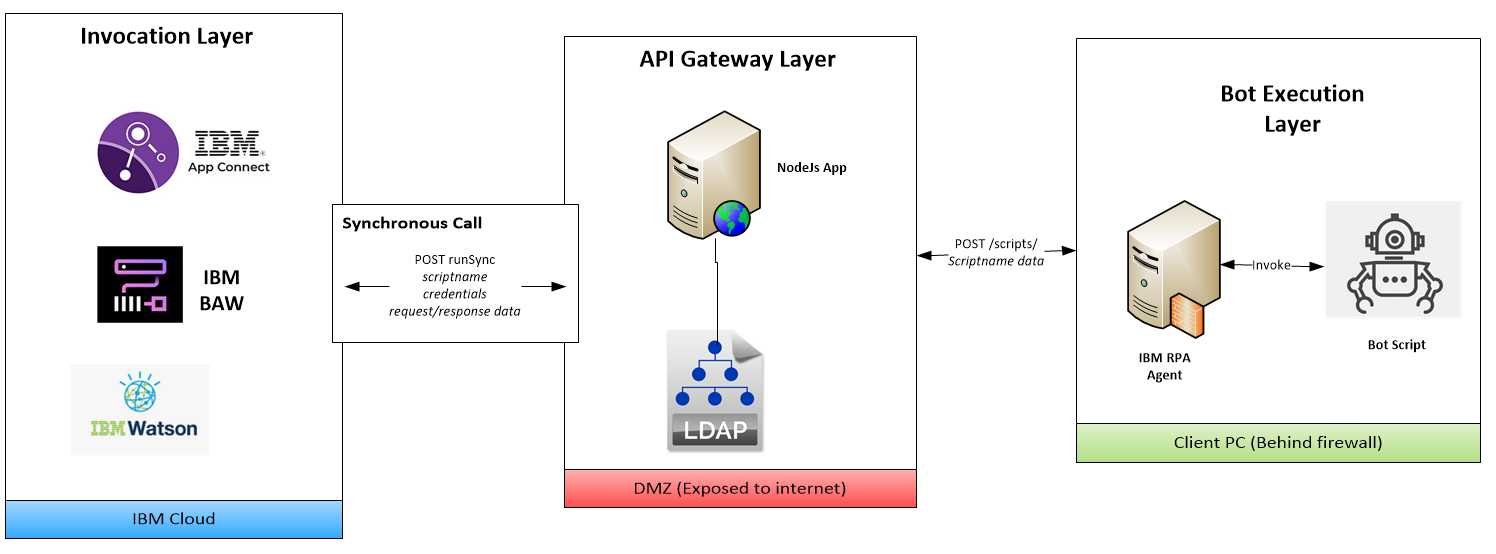 Invocation Layer
IBM
App Connect
IBM
BAW
IBM Watson
IBM Cloud
Synchronous Call
POST runSync
scriptname
credentials
request/response data
API Gateway Layer
NodeJs App
LDAP
DMZ (Exposed to internet)
POST /scripts/
Scriptname data
Bot Execution
Layer
Invoke
IBM RPA
Agent
Bot Script
Client PC (Behind firewall)